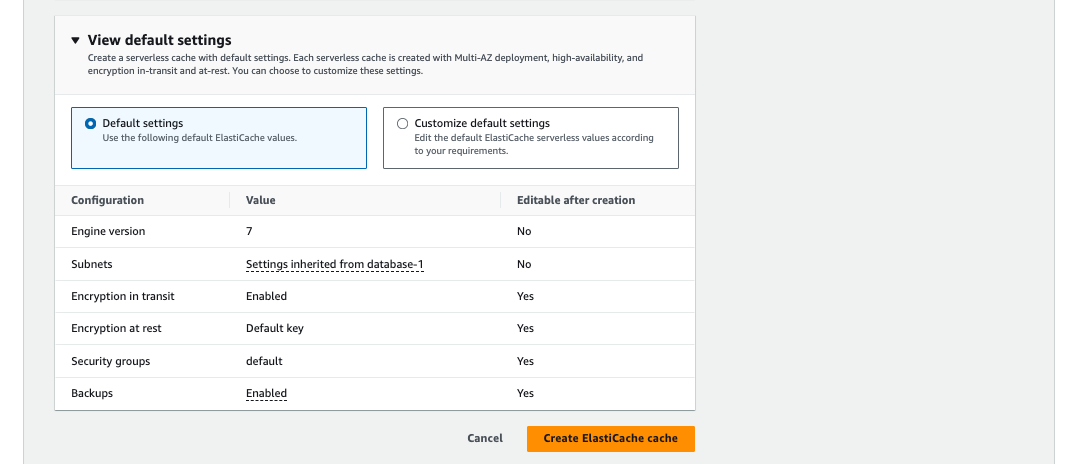 View default settings
Create a serverless cache with default settings. Each serverless cache is created with Multi-AZ deployment, high-availability, and
encryption in-transit and at-rest. You can choose to customize these settings.
Default settings
Use the following default ElastiCache values.
Customize default settings
Edit the default ElastiCache serverless values according
to your requirements.
Configuration Value Editable after creation
Engine version 7 No
Subnets Settings inherited from database-1 No
Encryption in transit Enabled Yes
Encryption at rest Default key Yes
Security groups default Yes
Backups Enabled Yes
Cancel Create ElastiCache cache